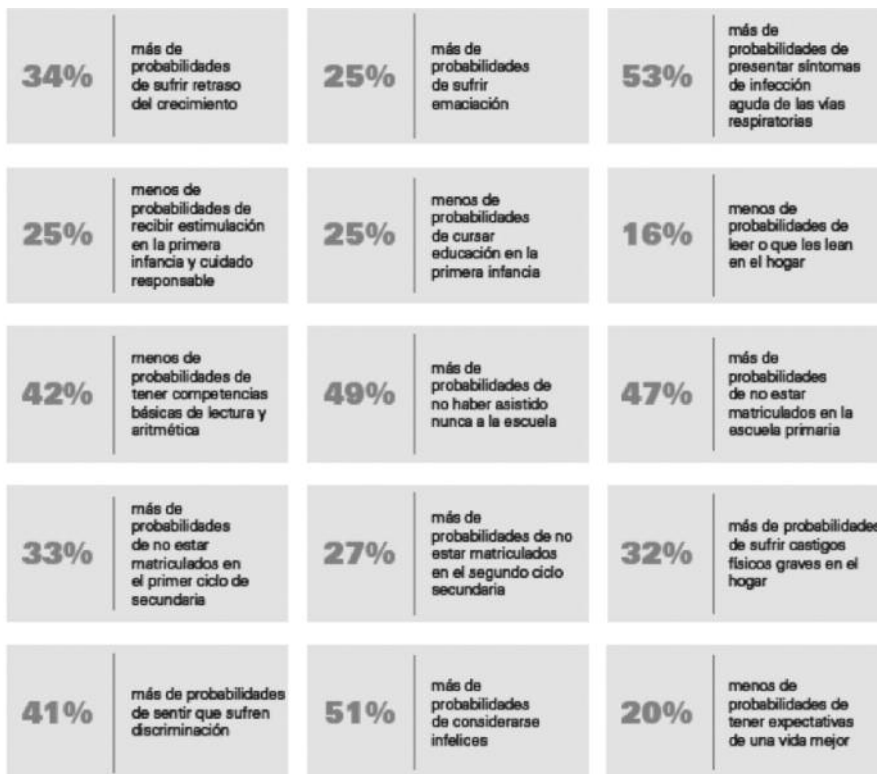 34%
más de
probabilidades
de sufrir retraso
del crecimiento
25%
más de
probabilidades
de sufrir
emaciación
53%
más de
probabilidades de
presentar síntomas
de infección
aguda de las vías
respiratorias
25%
menos de
probabilidades de
recibir estimulación
en la primera
infancia y cuidado
responsable
25%
menos de
probabilidades
de cursar
educación en la
primera infancia
16%
menos de
probabilidades de
leer o que les lean
en el hogar
42%
menos de
probabilidades de
tener competencias
básicas de lectura y
aritmética
49%
más de
probabilidades de
no haber asistido
nunca a la escuela
47%
más de
probabilidades
de no estar
matriculados en la
escuela primaria
33%
más de
probabilidades
de no estar
matriculados en
el primer ciclo de
secundaria
27%
más de
probabilidades de no
estar matriculados
en el segundo ciclo
secundaria
32%
más de probabilidades
de sufrir castigos
físicos graves en el
hogar
41%
más de probabilidades
de sentir que sufren
discriminación
51%
más de
probabilidades
de considerarse
infelices
20%
menos de
probabilidades de
tener expectativas
de una vida mejor